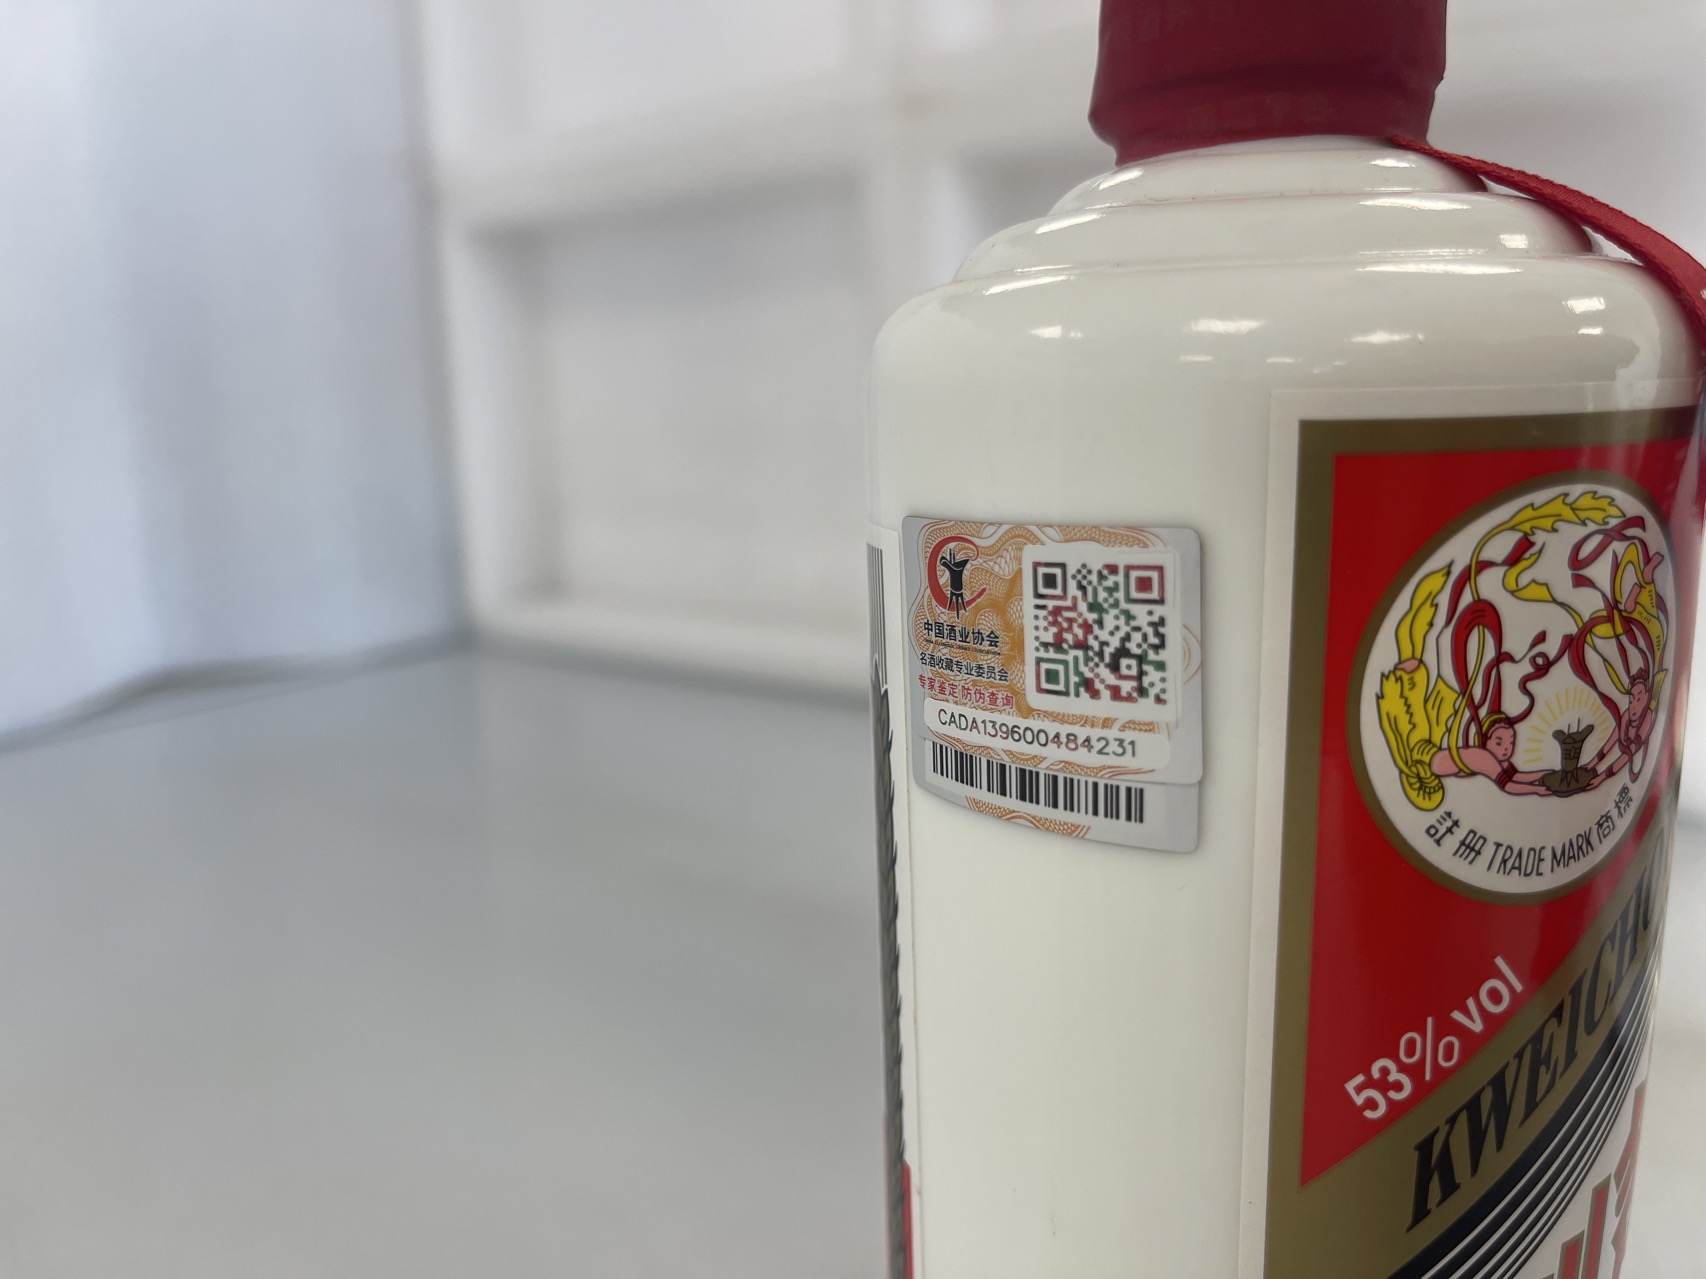 中国酒业协会
名酒收藏专业委员会
专家鉴定 防伪查询
CADA139600484231
註册 TRADE MARK 商標
53% vol
KWEICHO